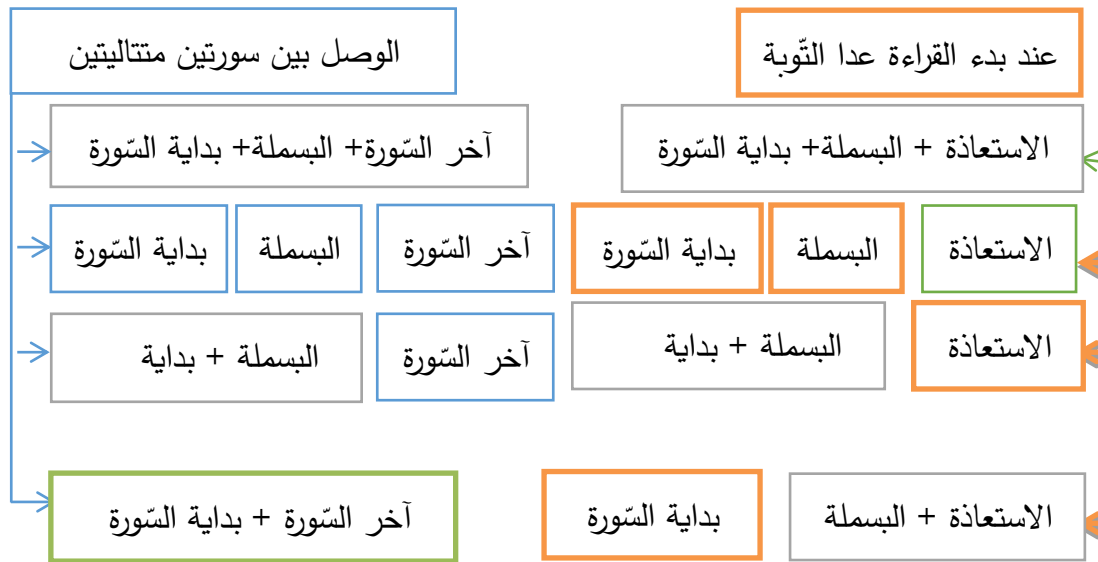 عند بدء القراءة عدا التّوبة
الاستعاذة + البسملة+ بداية السّورة
الاستعاذة
البسملة
بداية السّورة
الاستعاذة
البسملة + بداية
الاستعاذة + البسملة
بداية السّورة
الوصل بين سورتين متتاليتين
آخر السّورة+ البسملة+ بداية السّورة
آخر السّورة
البسملة
بداية السّورة
آخر السّورة
البسملة + بداية
آخر السّورة + بداية السّورة